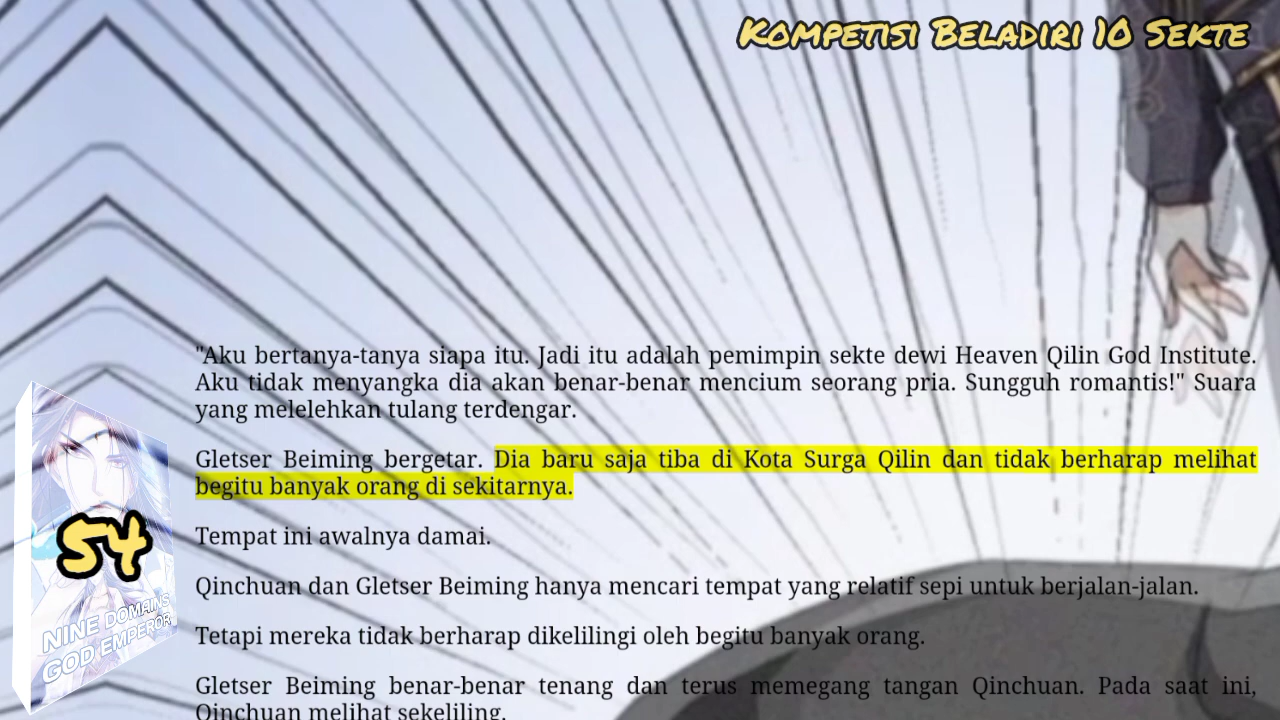 Kompetisi Beladiri 10 Sekte
"Aku bertanya-tanya siapa itu. Jadi itu adalah pemimpin sekte dewi Heaven Qilin God Institute.
Aku tidak menyangka dia akan benar-benar mencium seorang pria. Sungguh romantis!" Suara
yang melelehkan tulang terdengar.
Gletser Beiming bergetar. Dia baru saja tiba di Kota Surga Qilin dan tidak berharap melihat
begitu banyak orang di sekitarnya.
Tempat ini awalnya damai.
Qinchuan dan Gletser Beiming hanya mencari tempat yang relatif sepi untuk berjalan-jalan.
Tetapi mereka tidak berharap dikelilingi oleh begitu banyak orang.
Gletser Beiming benar-benar tenang dan terus memegang tangan Qinchuan. Pada saat ini,
Qinchuan melihat sekeliling.
54
NINE DOMAINS
GOD EMPEROR